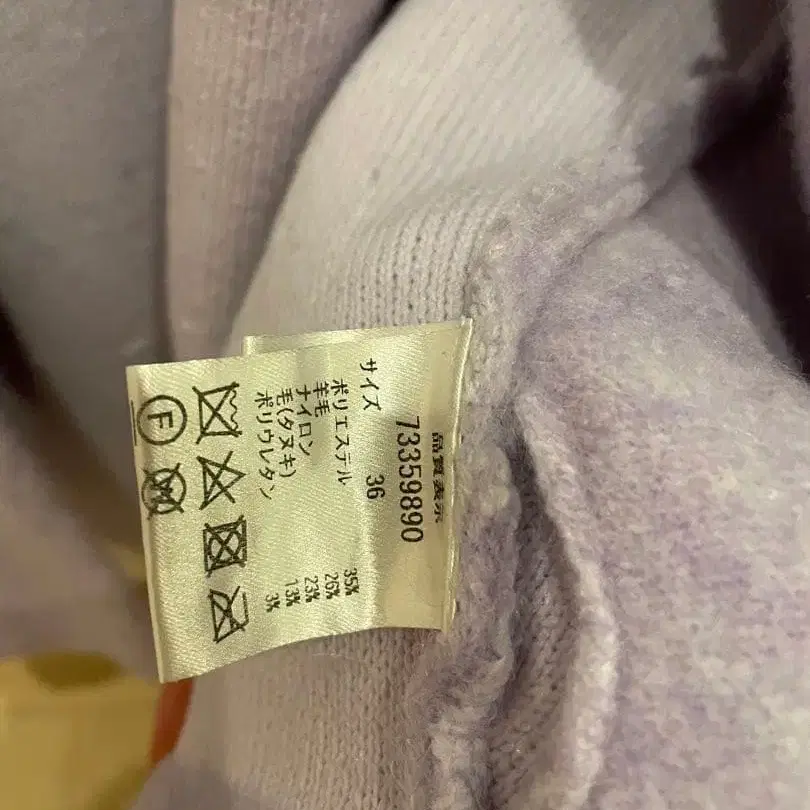 品質表示
73359890
サイズ 36
ポリエステル 35%
羊毛 26%
ナイロン 23%
毛(タヌキ) 13%
ポリウレタン 3%
F W